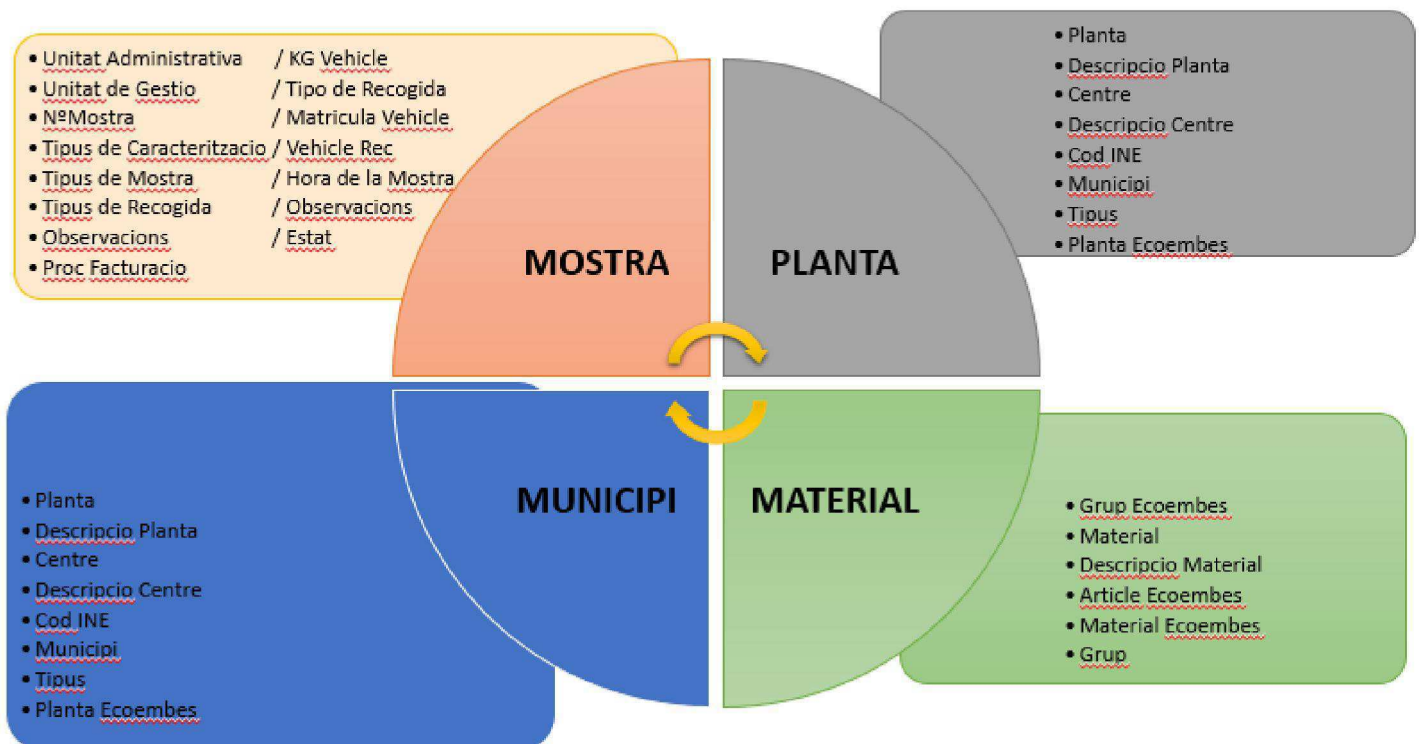 • Unitat Administrativa / KG Vehicle
• Unitat de Gestio / Tipo de Recogida
• NºMostra / Matricula Vehicle
• Tipus de Caracteritzacio / Vehicle Rec
• Tipus de Mostra / Hora de la Mostra
• Tipus de Recogida / Observacions
• Observacions / Estat
• Proc Facturacio
MOSTRA
• Planta
• Descripcio Planta
• Centre
• Descripcio Centre
• Cod INE
• Municipi
• Tipus
• Planta Ecoembes
PLANTA
• Planta
• Descripcio Planta
• Centre
• Descripcio Centre
• Cod INE
• Municipi
• Tipus
• Planta Ecoembes
MUNICIPI
MATERIAL
• Grup Ecoembes
• Material
• Descripcio Material
• Article Ecoembes
• Material Ecoembes
• Grup